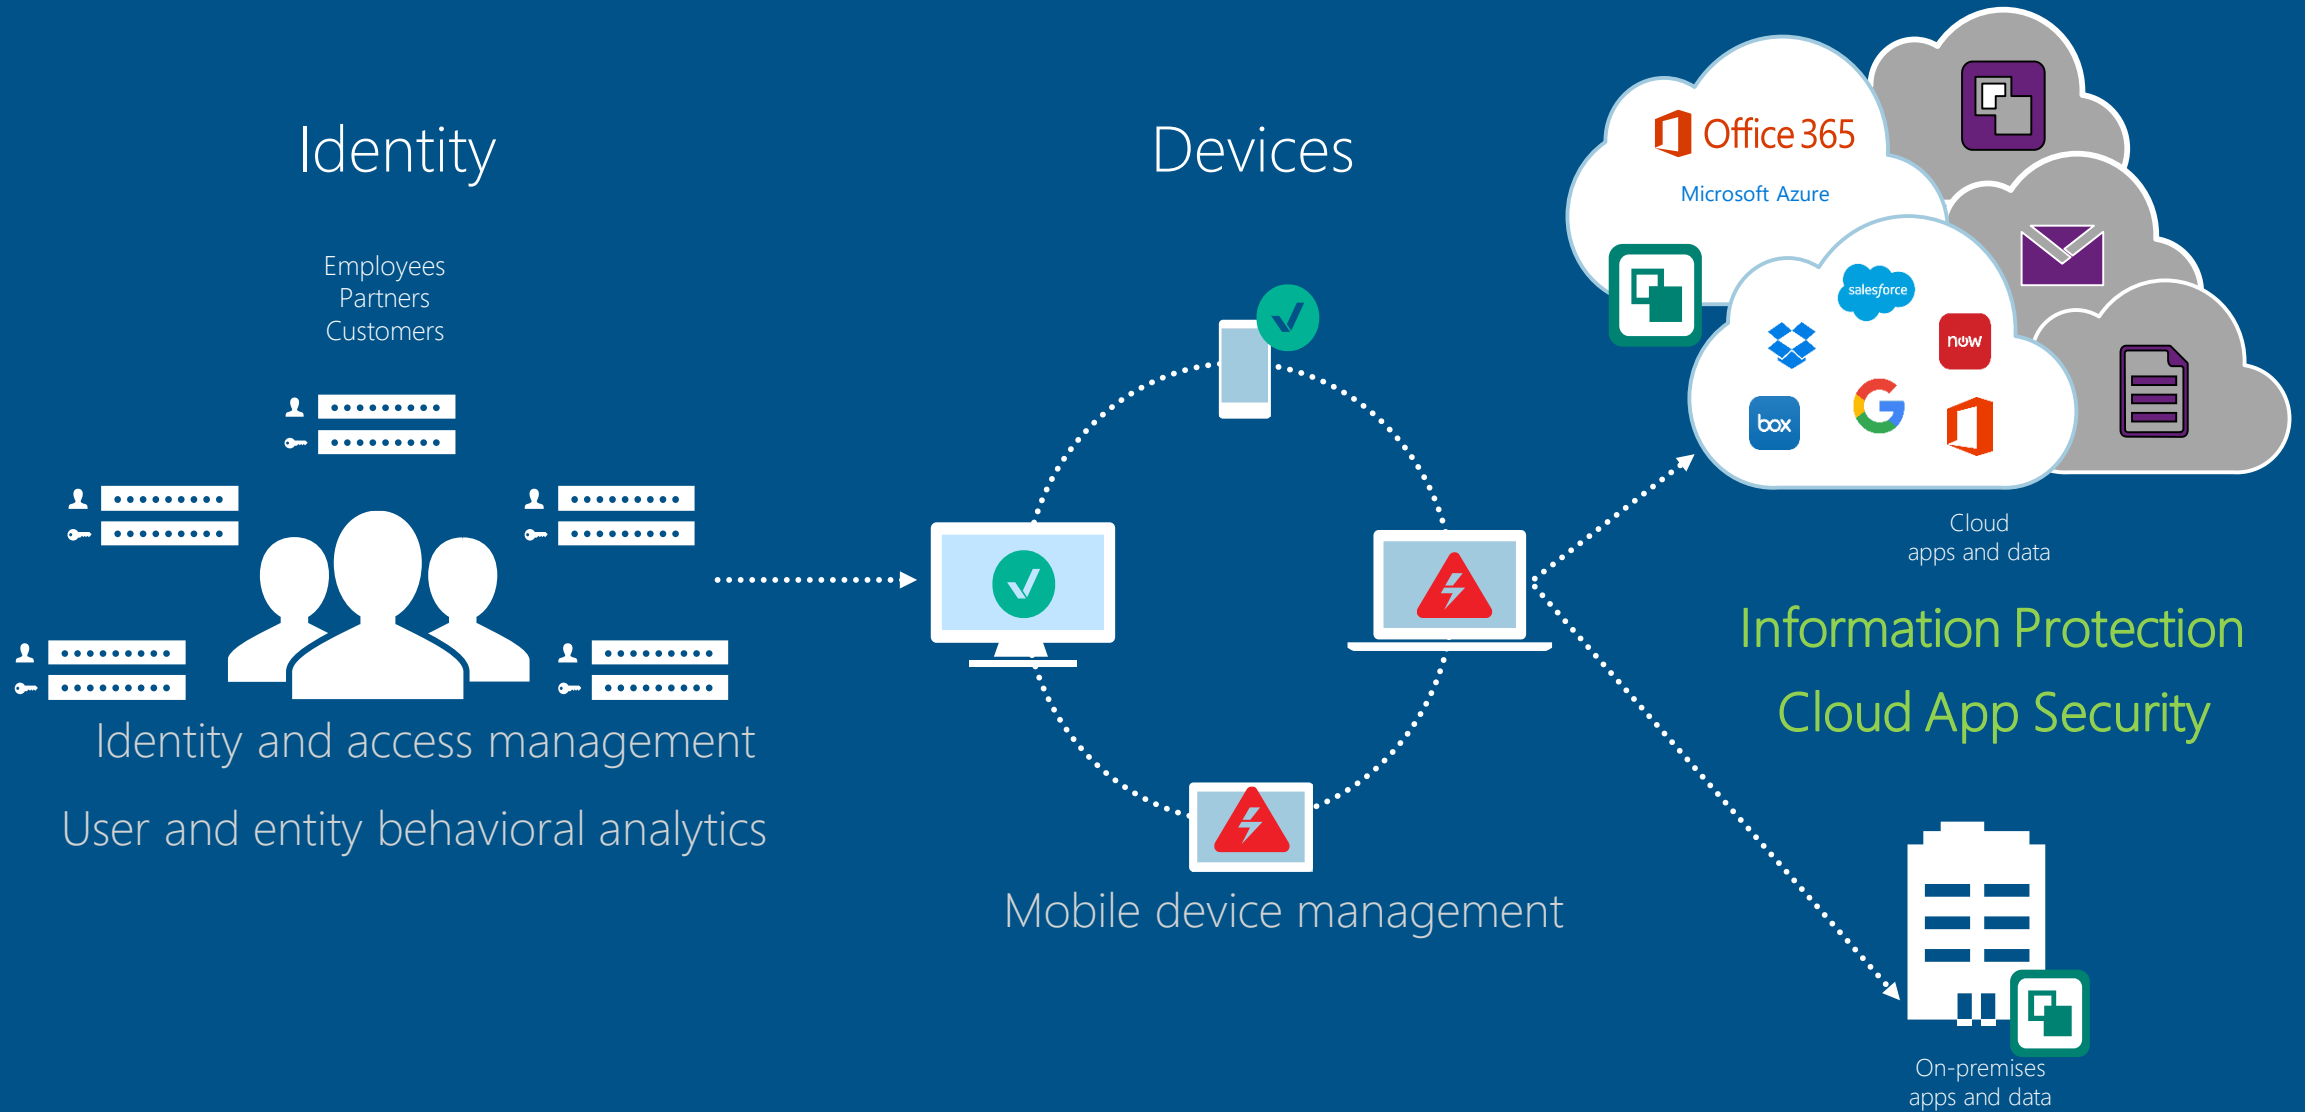 Identity
Employees
Partners
Customers
Identity and access management
User and entity behavioral analytics
Devices
Mobile device management
Office 365
Microsoft Azure
salesforce
now
box
Cloud
apps and data
Information Protection
Cloud App Security
On-premises
apps and data